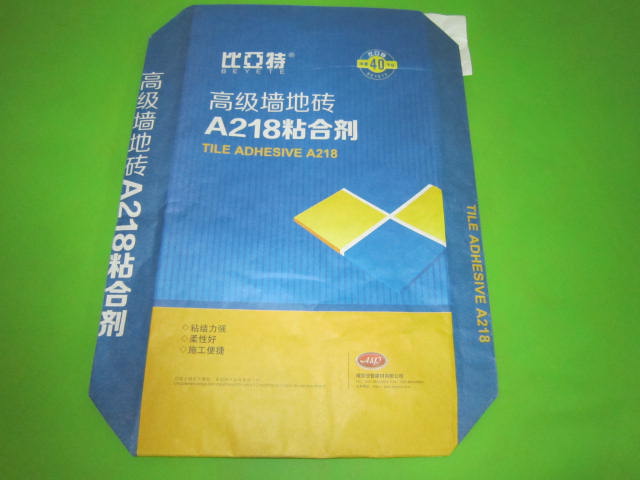 比亞特®
BEYETE
40
高级墙地砖
A218粘合剂
TILE ADHESIVE A218
高级墙地砖A218粘合剂
TILE ADHESIVE A218
◇粘结力强
◇柔性好
◇施工便捷